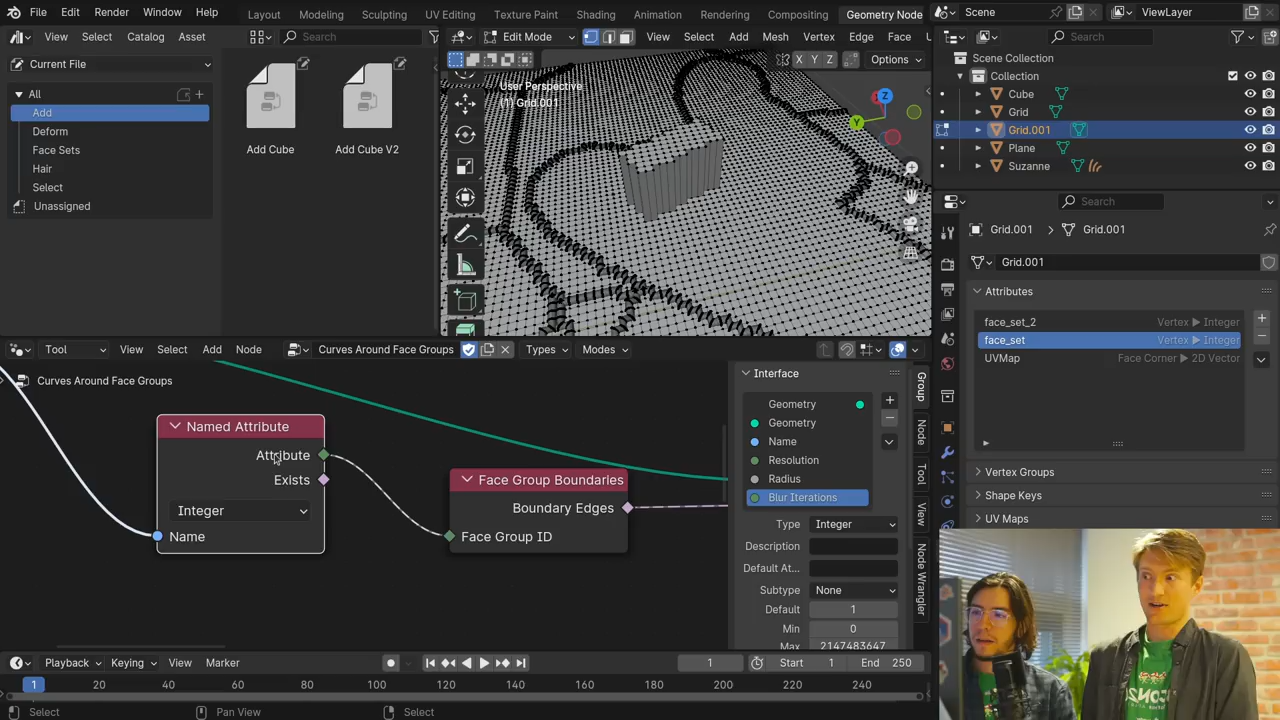 File Edit Render Window Help
Layout Modeling Sculpting UV Editing Texture Paint Shading Animation Rendering Compositing Geometry Node
Scene
ViewLayer
View Select Catalog Asset
Search
Edit Mode
View Select Add Mesh Vertex Edge Face
Search
Current File
X Y Z
Options
All
Add
Deform
Face Sets
Hair
Select
Unassigned
Add Cube
Add Cube V2
User Perspective
(1) Grid.001
Z
Y
Scene Collection
Collection
Cube
Grid
Grid.001
Plane
Suzanne
Search
Grid.001
Grid.001
Grid.001
Attributes
face_set_2 Vertex ▶ Integer
face_set Vertex ▶ Integer
UVMap Face Corner ▶ 2D Vector
Vertex Groups
Shape Keys
UV Maps
Tool
View Select Add Node
Curves Around Face Groups
Types
Modes
Curves Around Face Groups
Named Attribute
Attribute
Exists
Integer
Name
Face Group Boundaries
Boundary Edges
Face Group ID
Interface
Geometry
Geometry
Name
Resolution
Radius
Blur Iterations
Type Integer
Description
Default At...
Subtype None
Default 1
Min 0
Max 2147483647
Group
Node
Tool
View
Node Wrangler
Playback Keying View Marker
1
Start 1
End 250
1 20 40 60 80 100 120 140 160 180 200 220 240
Select
Pan View
Select